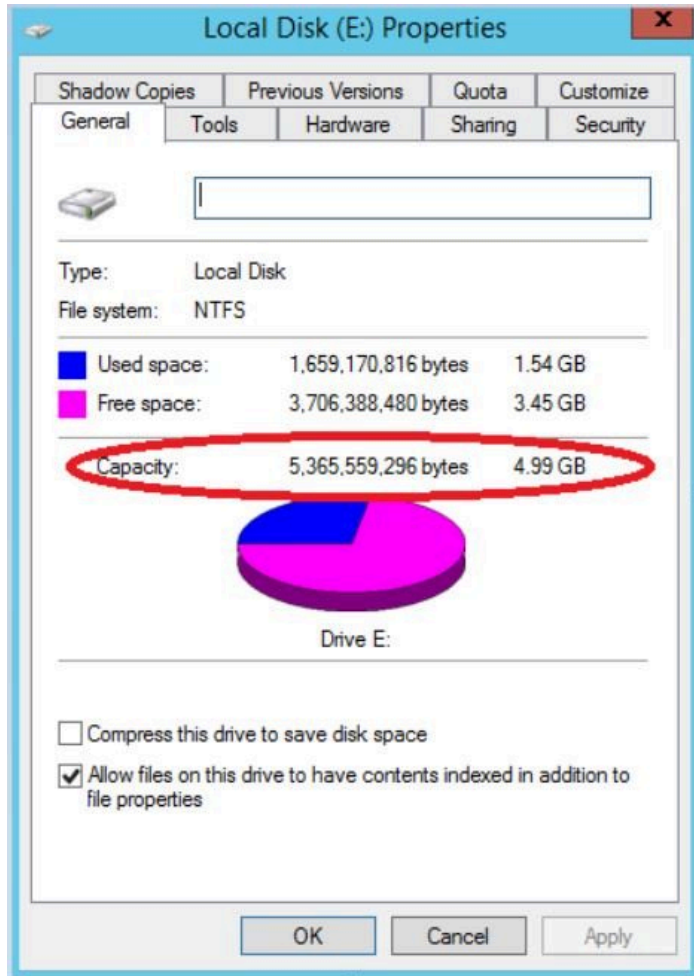 Local Disk (E:) Properties
x
Shadow Copies Previous Versions Quota Customize
General Tools Hardware Sharing Security
Type: Local Disk
File system: NTFS
Used space: 1,659,170,816 bytes 1.54 GB
Free space: 3,706,388,480 bytes 3.45 GB
Capacity: 5,365,559,296 bytes 4.99 GB
Drive E:
Compress this drive to save disk space
Allow files on this drive to have contents indexed in addition to
file properties
OK Cancel Apply